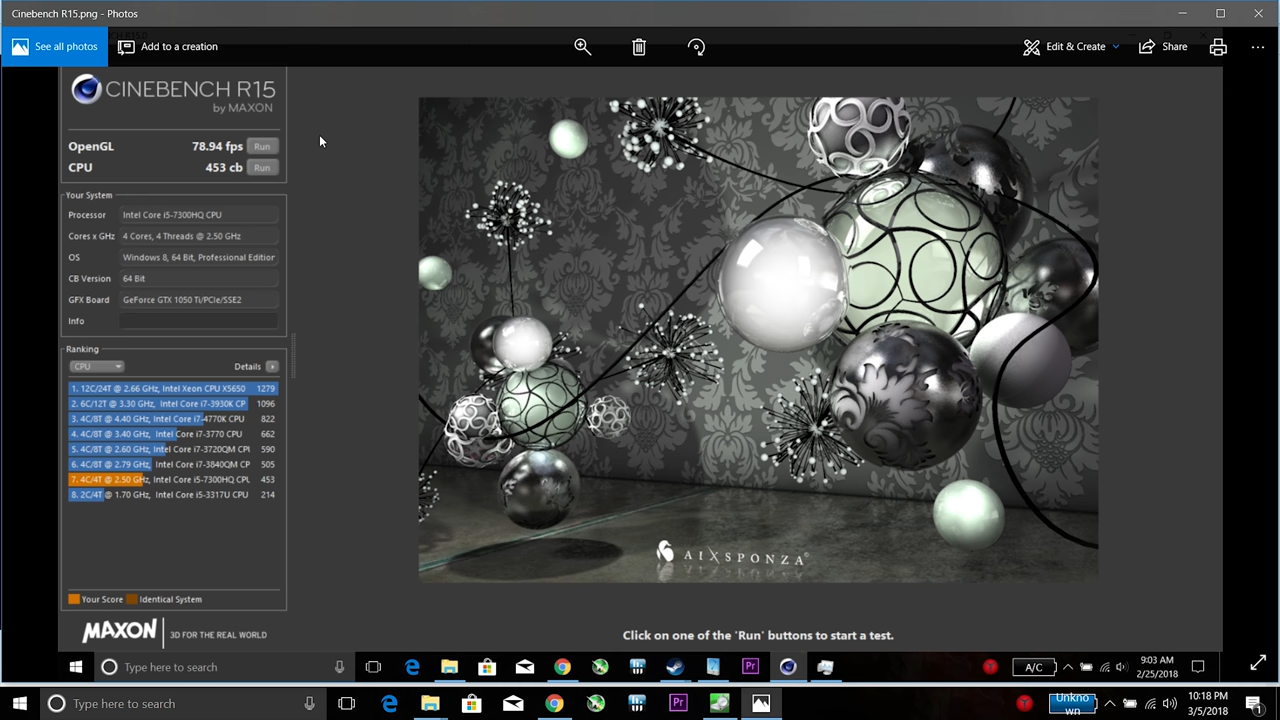 Cinebench R15.png - Photos
See all photos
Add to a creation
Edit & Create
Share
CINEBENCH R15
by MAXON
OpenGL 78.94 fps Run
CPU 453 cb Run
Your System
Processor Intel Core i5-7300HQ CPU
Cores x GHz 4 Cores, 4 Threads @ 2.50 GHz
OS Windows 8, 64 Bit, Professional Edition
CB Version 64 Bit
GFX Board GeForce GTX 1050 Ti/PCIe/SSE2
Info
Ranking
CPU Details
1. 12C/24T @ 2.66 GHz, Intel Xeon CPU X5650 1279
2. 6C/12T @ 3.30 GHz, Intel Core i7-3930K CP 1096
3. 4C/8T @ 4.40 GHz, Intel Core i7-4770K CPU 822
4. 4C/8T @ 3.40 GHz, Intel Core i7-3770 CPU 662
5. 4C/8T @ 2.60 GHz, Intel Core i7-3720QM CPU 590
6. 4C/8T @ 2.79 GHz, Intel Core i7-3840QM CP 505
7. 4C/4T @ 2.50 GHz, Intel Core i5-7300HQ CPU 453
8. 2C/4T @ 1.70 GHz, Intel Core i5-3317U CPU 214
Your Score Identical System
MAXON 3D FOR THE REAL WORLD
AIXSPONZA®
Click on one of the 'Run' buttons to start a test.
Type here to search
Pr
A/C
9:03 AM
2/25/2018
Type here to search
Pr
Unkno
wn
10:18 PM
3/5/2018
1